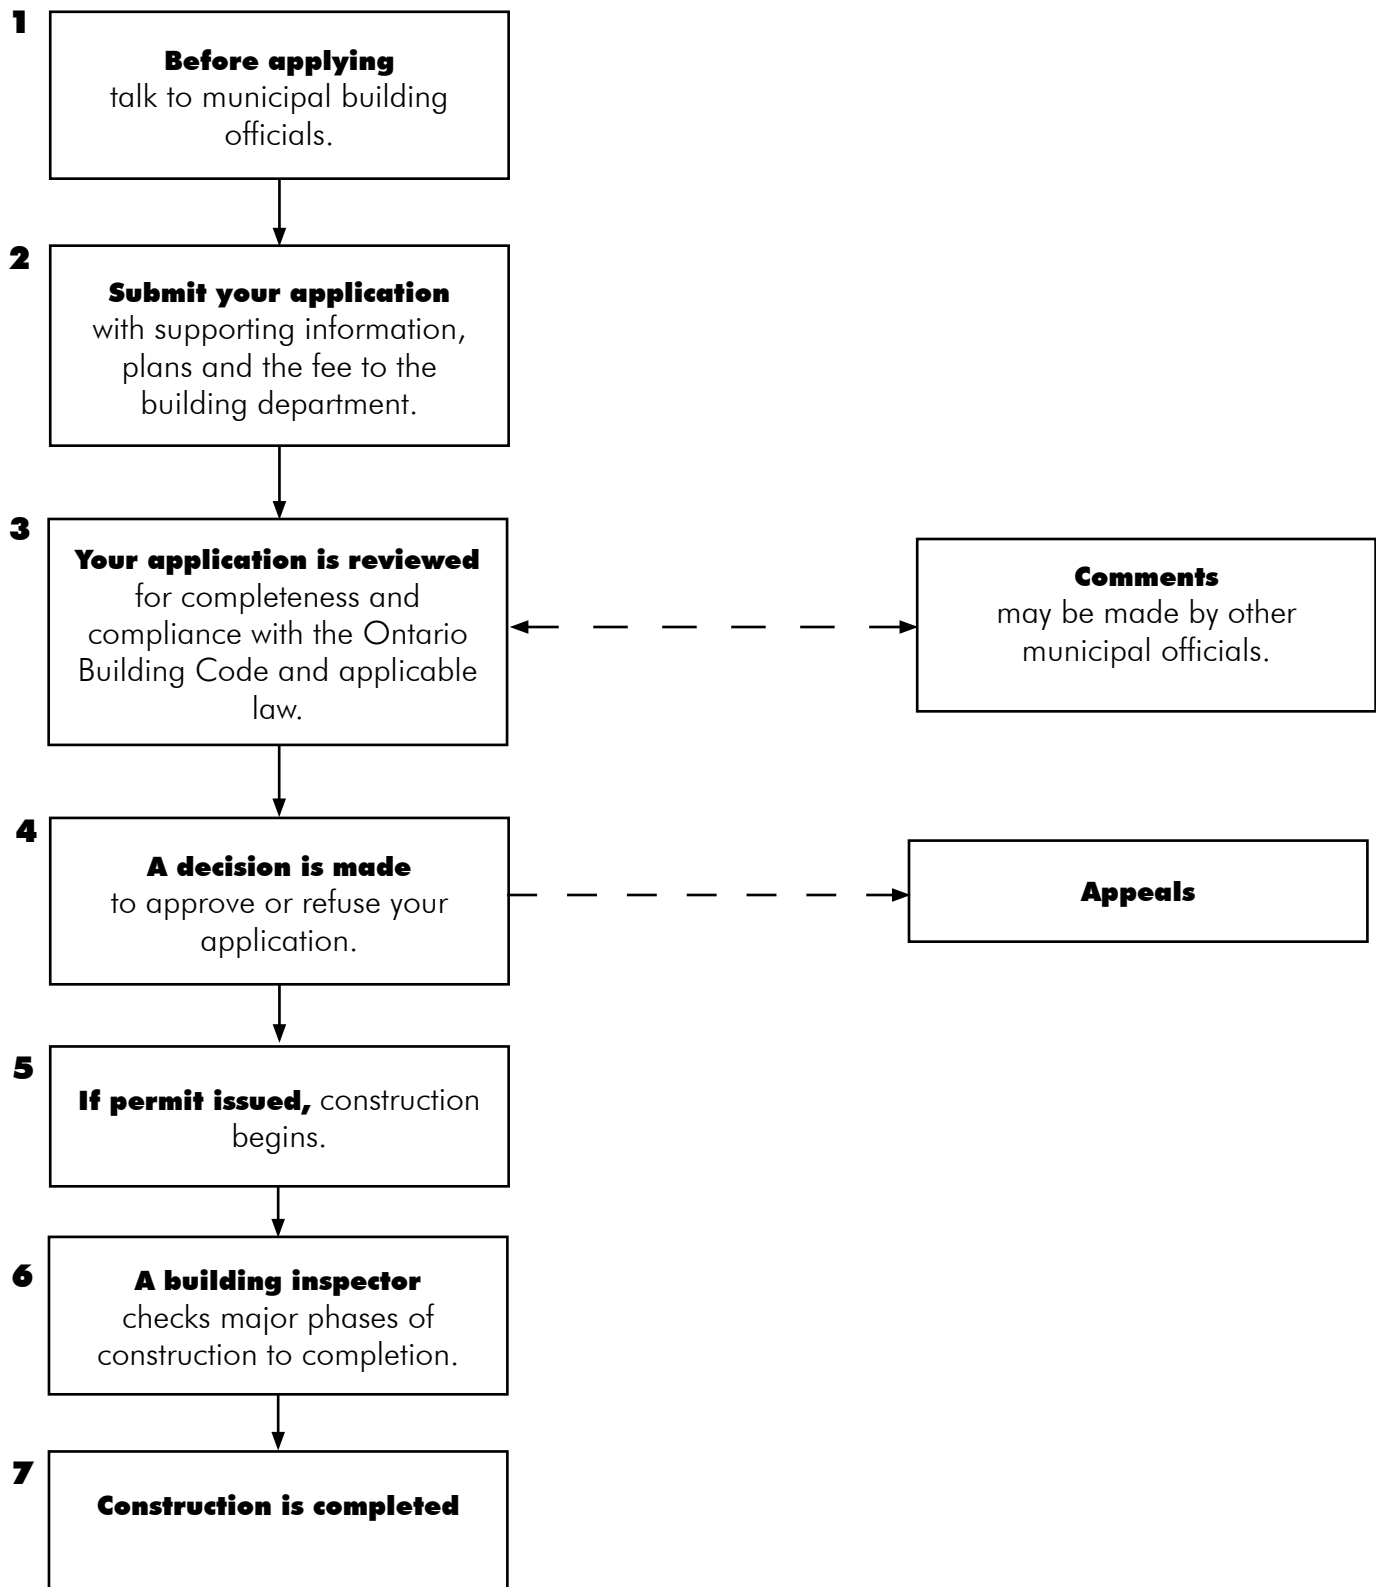 1
Before applying
talk to municipal building
officials.
2
Submit your application
with supporting information,
plans and the fee to the
building department.
3
Your application is reviewed
for completeness and
compliance with the Ontario
Building Code and applicable
law.
Comments
may be made by other
municipal officials.
4
A decision is made
to approve or refuse your
application.
Appeals
5
If permit issued, construction
begins.
6
A building inspector
checks major phases of
construction to completion.
7
Construction is completed